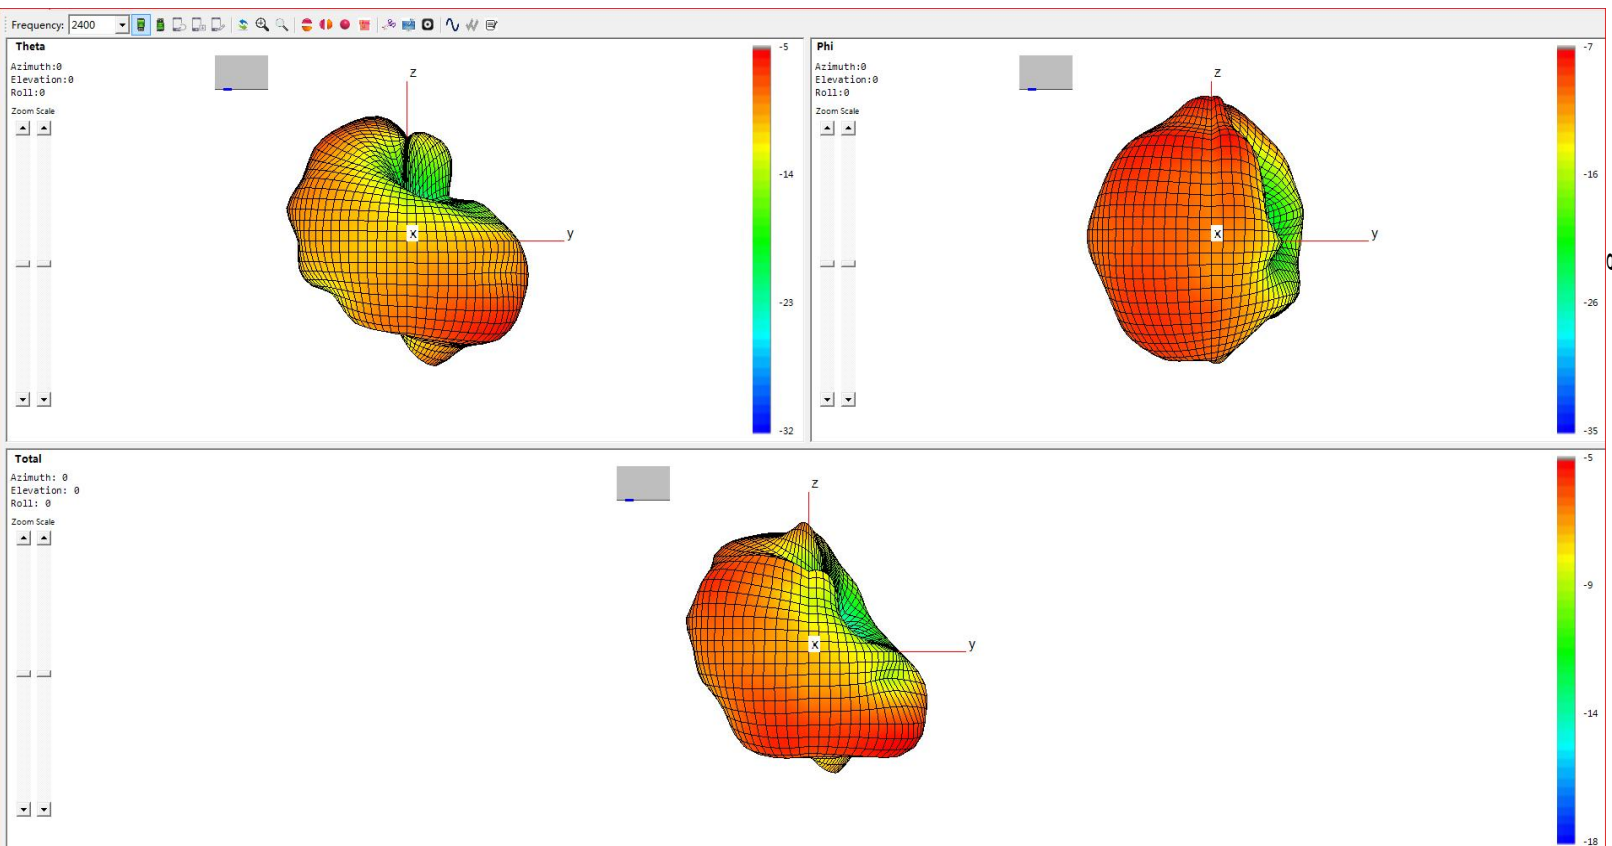 Frequency: 2400
Theta
Azimuth:0
Elevation:0
Roll:0
Zoom Scale
z
y
x
-5
-14
-23
-32
Phi
Azimuth:0
Elevation:0
Roll:0
Zoom Scale
z
y
x
-7
-16
-26
-35
Total
Azimuth: 0
Elevation: 0
Roll: 0
Zoom Scale
z
y
x
-5
-9
-14
-18